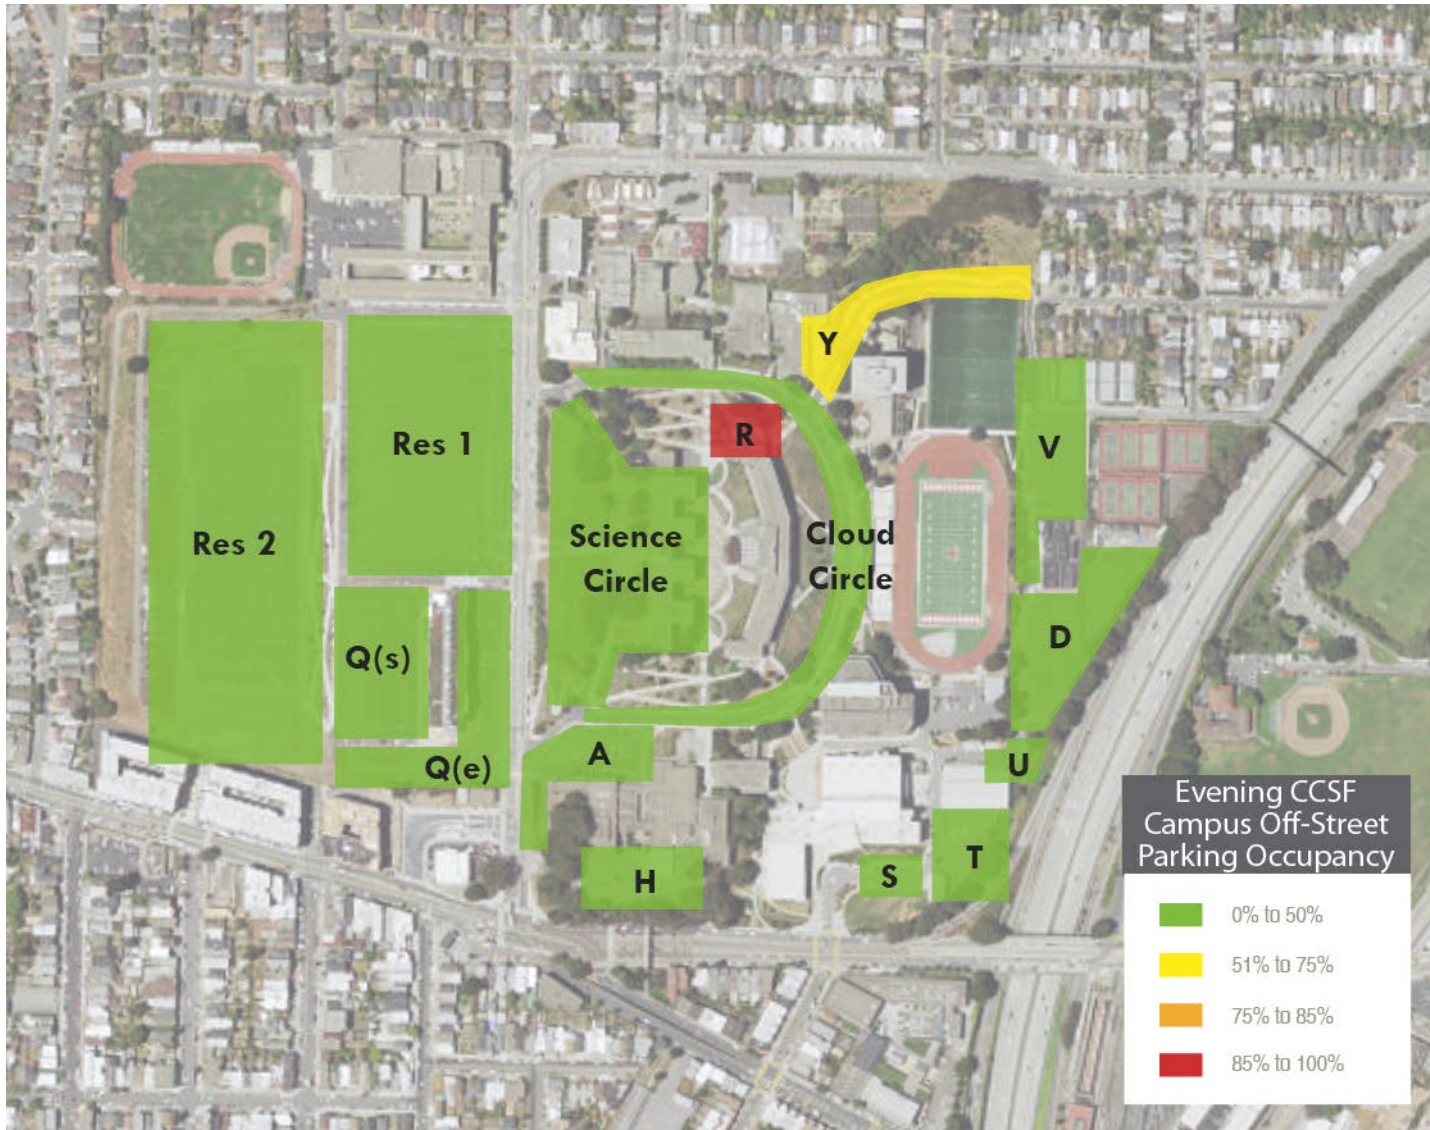 Y
R
Res 1
V
Science
Circle
Cloud
Circle
Res 2
Q(s)
D
A
Q(e)
U
H
S
T
Evening CCSF
Campus Off-Street
Parking Occupancy
0% to 50%
51% to 75%
75% to 85%
85% to 100%